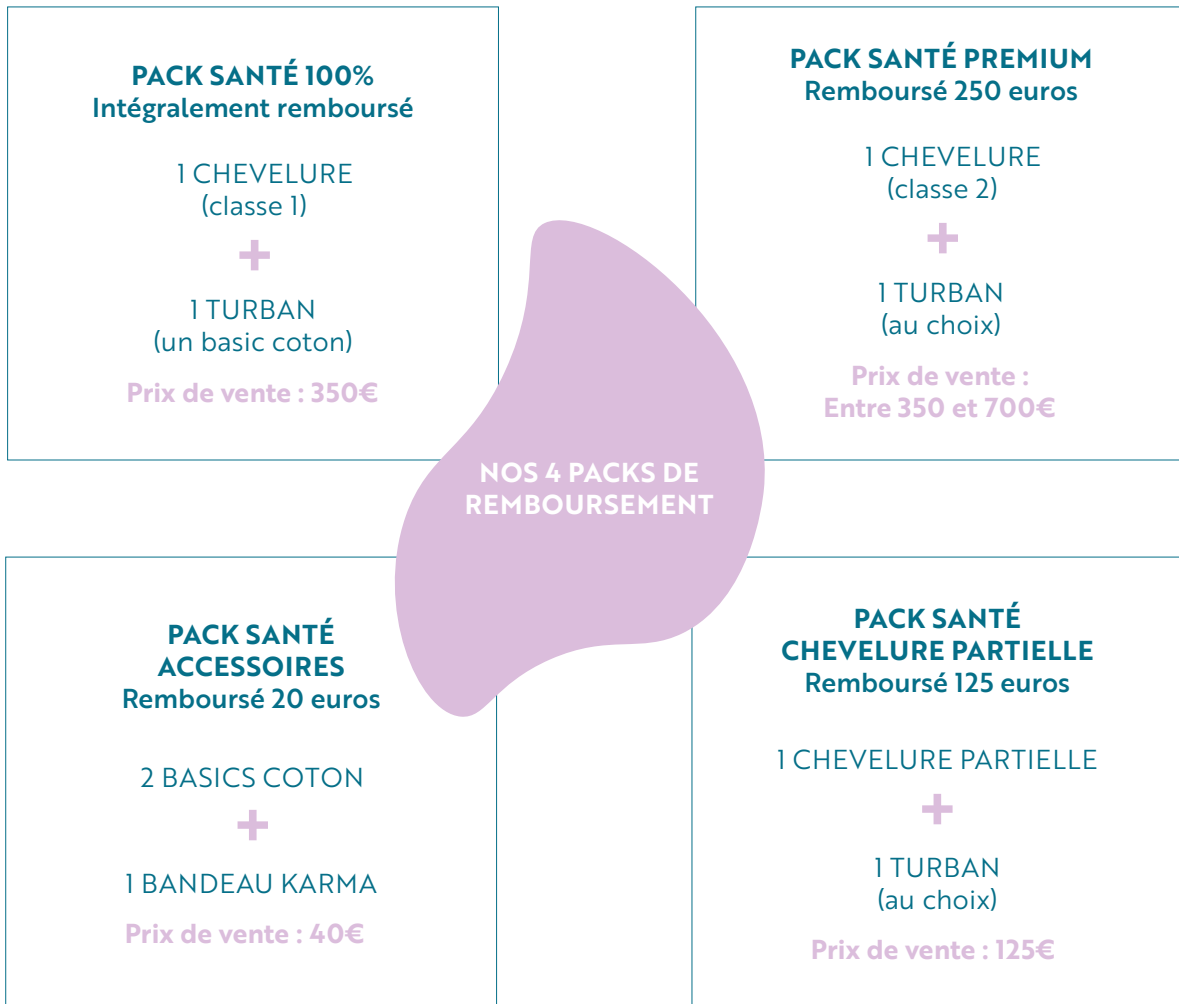 PACK SANTÉ 100%
Intégralement remboursé
1 CHEVELURE
(classe 1)
+
1 TURBAN
(un basic coton)
Prix de vente : 350€
PACK SANTÉ PREMIUM
Remboursé 250 euros
1 CHEVELURE
(classe 2)
+
1 TURBAN
(au choix)
Prix de vente :
Entre 350 et 700€
NOS 4 PACKS DE
REMBOURSEMENT
PACK SANTÉ
ACCESSOIRES
Remboursé 20 euros
2 BASICS COTON
+
1 BANDEAU KARMA
Prix de vente : 40€
PACK SANTÉ
CHEVELURE PARTIELLE
Remboursé 125 euros
1 CHEVELURE PARTIELLE
+
1 TURBAN
(au choix)
Prix de vente : 125€